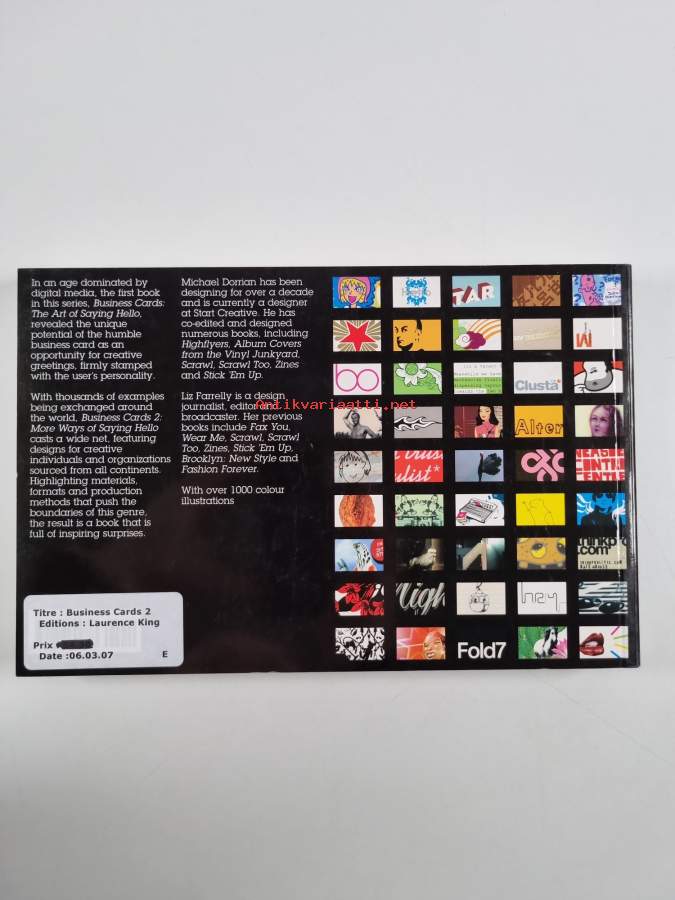 In an age dominated by
digital media, the first book
in this series, Business Cards:
The Art of Saying Hello,
revealed the unique
potential of the humble
business card as an
opportunity for creative
greetings, firmly stamped
with the user's personality.
With thousands of examples
being exchanged around
the world, Business Cards 2:
More Ways of Saying Hello
casts a wide net, featuring
designs for creative
individuals and organizations
sourced from all continents.
Highlighting materials,
formats and production
methods that push the
boundaries of this genre,
the result is a book that is
full of inspiring surprises.
Michael Dorrian has been
designing for over a decade
and is currently a designer
at Start Creative. He has
co-edited and designed
numerous books, including
Highflyers, Album Covers
from the Vinyl Junkyard,
Scrawl, Scrawl Too, Zines
and Stick 'Em Up.
Liz Farrelly is a design
journalist, editor and
broadcaster. Her previous
books include Fax You,
Wear Me, Scrawl, Scrawl
Too, Zines, Stick 'Em Up,
Brooklyn: New Style and
Fashion Forever.
With over 1000 colour
illustrations
Antikvariaatti.net
TAR
bo
Clusta
Alter
ulist*
thinkp
.com
High
Fold7
Titre : Business Cards 2
Editions : Laurence King
Prix
Date :06.03.07
E